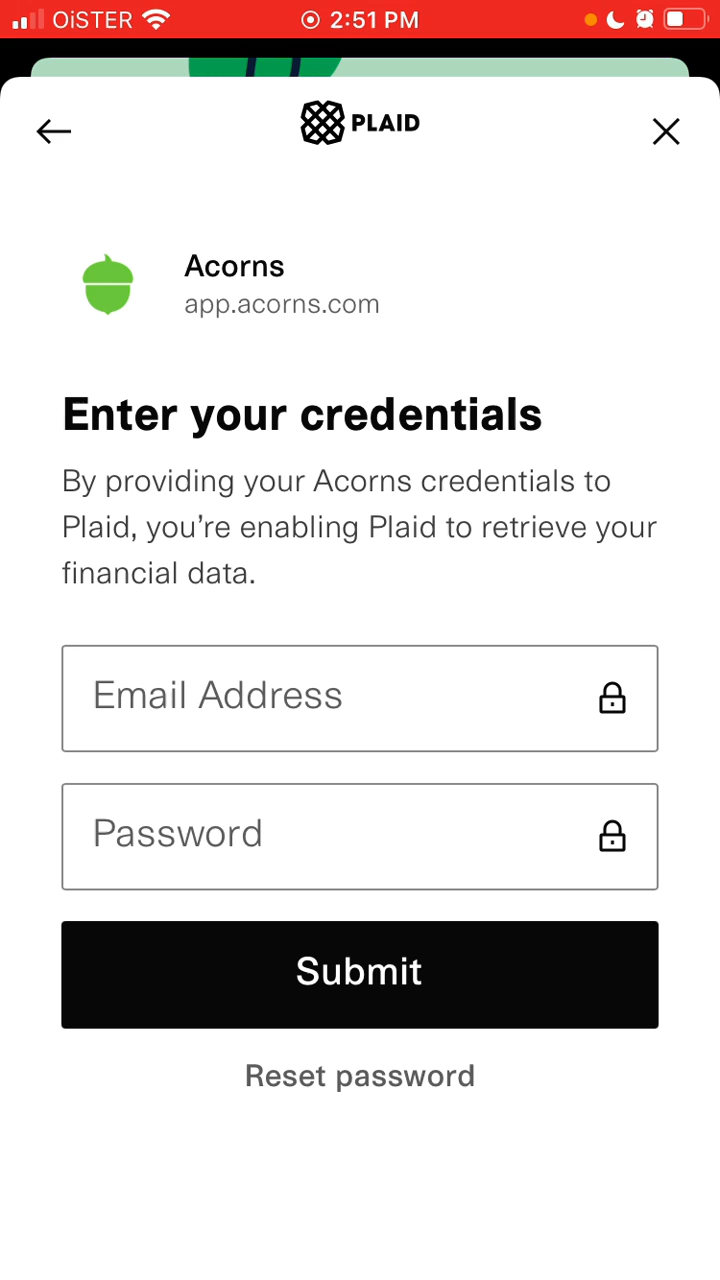 OiSTER 2:51 PM
PLAID
Acorns
app.acorns.com
Enter your credentials
By providing your Acorns credentials to
Plaid, you’re enabling Plaid to retrieve your
financial data.
Email Address
Password
Submit
Reset password